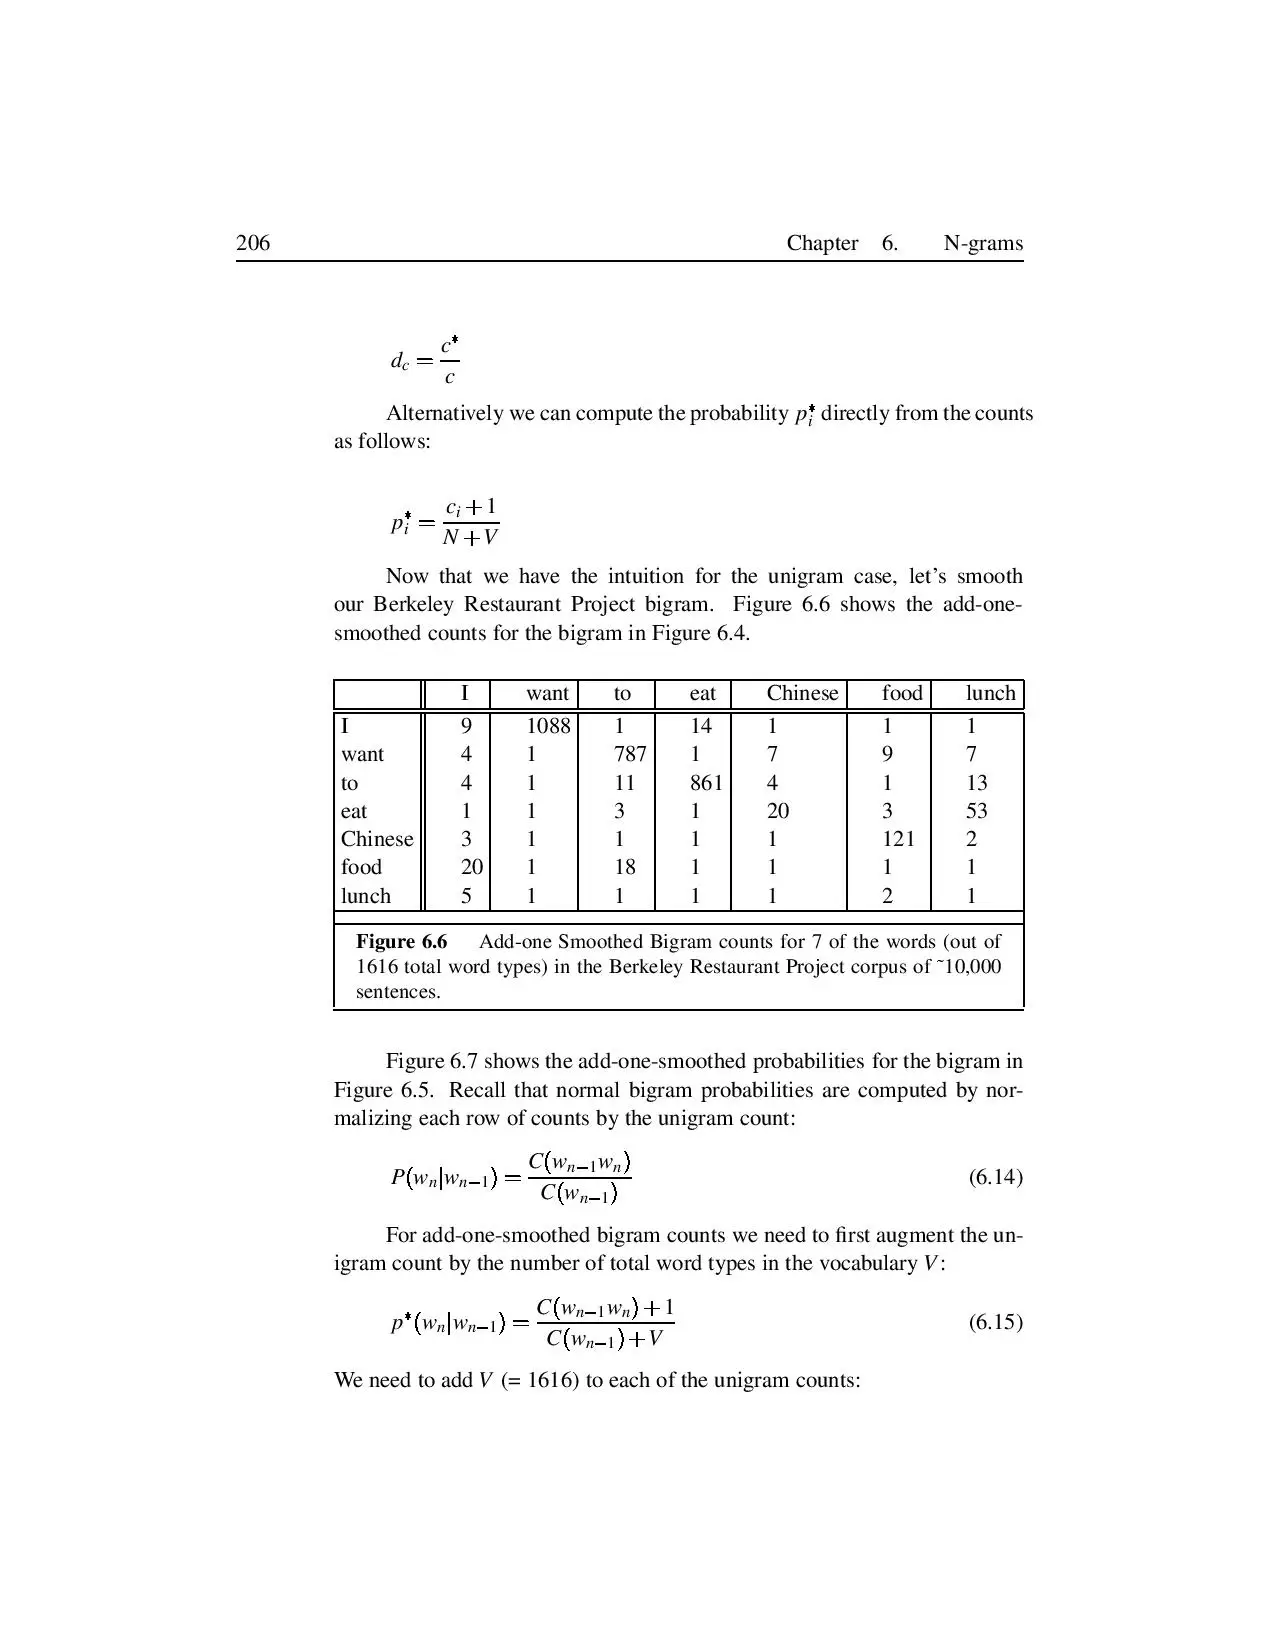 206 Chapter 6. N-grams
d_c = c* / c
Alternatively we can compute the probability p*_i directly from the counts
as follows:
p*_i = (c_i + 1) / (N + V)
Now that we have the intuition for the unigram case, let's smooth
our Berkeley Restaurant Project bigram. Figure 6.6 shows the add-one-
smoothed counts for the bigram in Figure 6.4.
I want to eat Chinese food lunch
I 9 1088 1 14 1 1 1
want 4 1 787 1 7 9 7
to 4 1 11 861 4 1 13
eat 1 1 3 1 20 3 53
Chinese 3 1 1 1 1 121 2
food 20 1 18 1 1 1 1
lunch 5 1 1 1 1 2 1
Figure 6.6 Add-one Smoothed Bigram counts for 7 of the words (out of
1616 total word types) in the Berkeley Restaurant Project corpus of ˜10,000
sentences.
Figure 6.7 shows the add-one-smoothed probabilities for the bigram in
Figure 6.5. Recall that normal bigram probabilities are computed by nor-
malizing each row of counts by the unigram count:
P(w_n|w_{n−1}) = C(w_{n−1}w_n) / C(w_{n−1}) (6.14)
For add-one-smoothed bigram counts we need to first augment the un-
igram count by the number of total word types in the vocabulary V:
p*(w_n|w_{n−1}) = (C(w_{n−1}w_n) + 1) / (C(w_{n−1}) + V) (6.15)
We need to add V (= 1616) to each of the unigram counts: